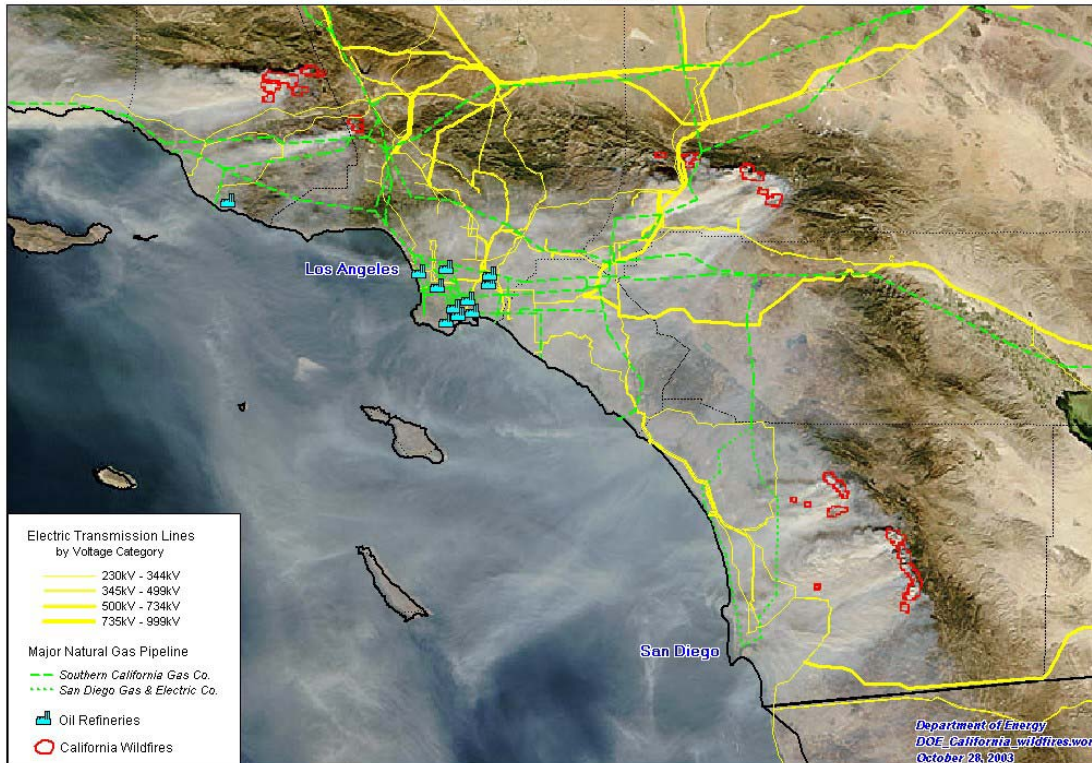 Los Angeles
San Diego
Electric Transmission Lines
by Voltage Category
230kV - 344kV
345kV - 499kV
500kV - 734kV
735kV - 999kV
Major Natural Gas Pipeline
Southern California Gas Co.
San Diego Gas & Electric Co.
Oil Refineries
California Wildfires
Department of Energy
DOE_California_wildfires.wor
October 28, 2003